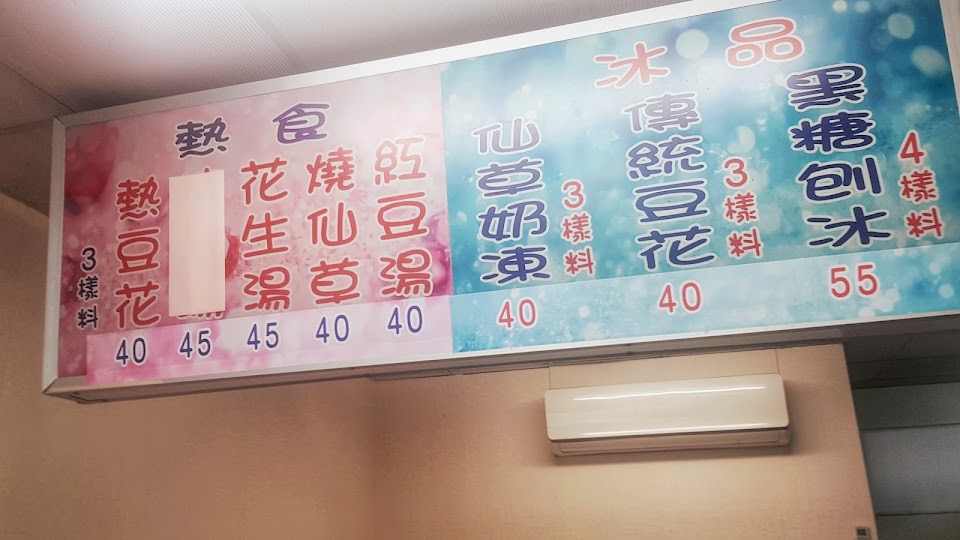 熱食
紅豆湯
40
燒仙草
40
花生湯
45
45
熱豆花
3樣料
40
冰品
黑糖刨冰
4樣料
55
傳統豆花
3樣料
40
仙草奶凍
3樣料
40